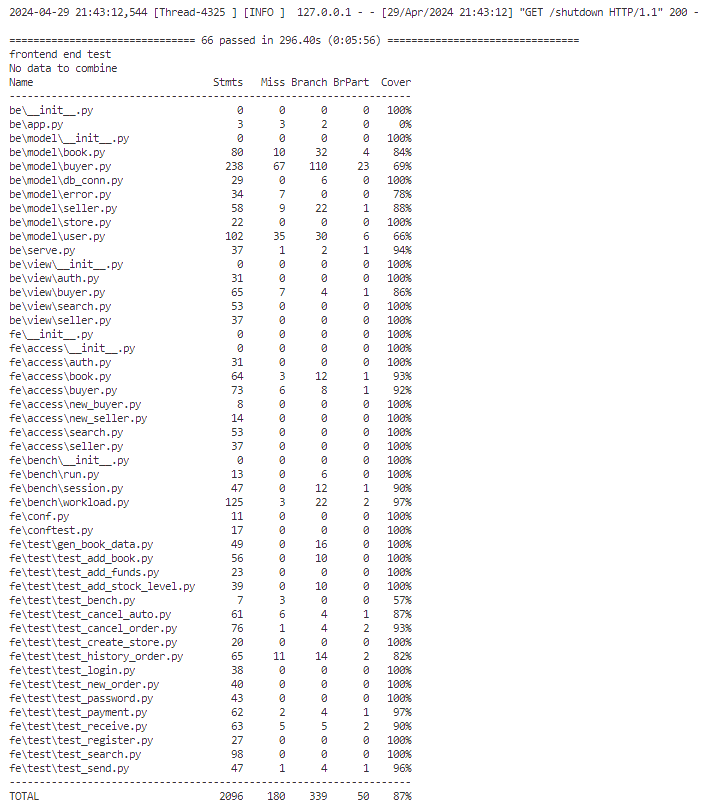 2024-04-29 21:43:12,544 [Thread-4325 ] [INFO ]  127.0.0.1 - - [29/Apr/2024 21:43:12] "GET /shutdown HTTP/1.1" 200 -
============================== 66 passed in 296.40s (0:05:56) ===============================
frontend end test
No data to combine
Name                              Stmts   Miss Branch BrPart  Cover
-------------------------------------------------------------------
be\__init__.py                        0      0      0      0   100%
be\app.py                             3      3      2      0     0%
be\model\__init__.py                  0      0      0      0   100%
be\model\book.py                     80     10     32      4    84%
be\model\buyer.py                   238     67    110     23    69%
be\model\db_conn.py                  29      0      6      0   100%
be\model\error.py                    34      7      0      0    78%
be\model\seller.py                   58      9     22      1    88%
be\model\store.py                    22      0      0      0   100%
be\model\user.py                    102     35     30      6    66%
be\serve.py                          37      1      2      1    94%
be\view\__init__.py                   0      0      0      0   100%
be\view\auth.py                      31      0      0      0   100%
be\view\buyer.py                     65      7      4      1    86%
be\view\search.py                    53      0      0      0   100%
be\view\seller.py                    37      0      0      0   100%
fe\__init__.py                        0      0      0      0   100%
fe\access\__init__.py                 0      0      0      0   100%
fe\access\auth.py                    31      0      0      0   100%
fe\access\book.py                    64      3     12      1    93%
fe\access\buyer.py                   73      6      8      1    92%
fe\access\new_buyer.py                8      0      0      0   100%
fe\access\new_seller.py              14      0      0      0   100%
fe\access\search.py                  53      0      0      0   100%
fe\access\seller.py                  37      0      0      0   100%
fe\bench\__init__.py                  0      0      0      0   100%
fe\bench\run.py                      13      0      6      0   100%
fe\bench\session.py                  47      0     12      1    90%
fe\bench\workload.py                125      3     22      2    97%
fe\conf.py                           11      0      0      0   100%
fe\conftest.py                       17      0      0      0   100%
fe\test\gen_book_data.py             49      0     16      0   100%
fe\test\test_add_book.py             56      0     10      0   100%
fe\test\test_add_funds.py            23      0      0      0   100%
fe\test\test_add_stock_level.py      39      0     10      0   100%
fe\test\test_bench.py                 7      3      0      0    57%
fe\test\test_cancel_auto.py          61      6      4      1    87%
fe\test\test_cancel_order.py         76      1      4      2    93%
fe\test\test_create_store.py         20      0      0      0   100%
fe\test\test_history_order.py        65     11     14      2    82%
fe\test\test_login.py                38      0      0      0   100%
fe\test\test_new_order.py            40      0      0      0   100%
fe\test\test_password.py             43      0      0      0   100%
fe\test\test_payment.py              62      2      4      1    97%
fe\test\test_receive.py              63      5      5      2    90%
fe\test\test_register.py             27      0      0      0   100%
fe\test\test_search.py               98      0      0      0   100%
fe\test\test_send.py                 47      1      4      1    96%
-------------------------------------------------------------------
TOTAL                              2096    180    339     50    87%